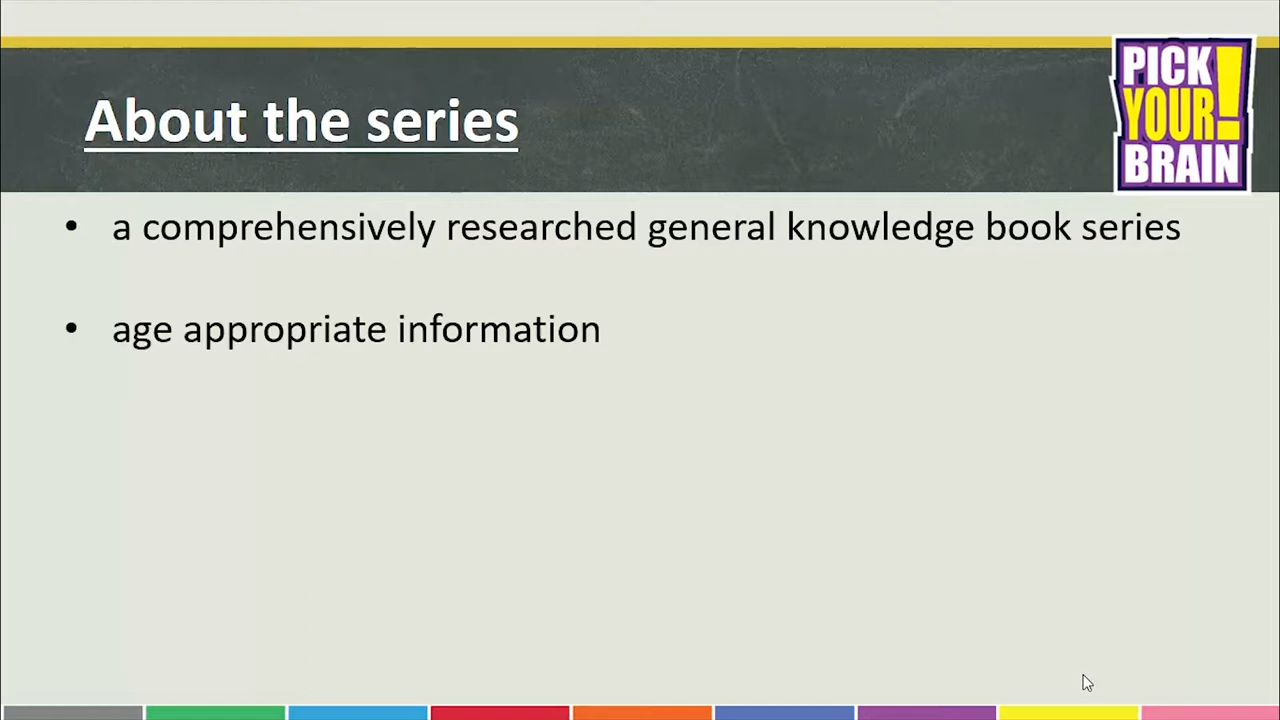 About the series
PICK
YOUR!
BRAIN
• a comprehensively researched general knowledge book series
• age appropriate information